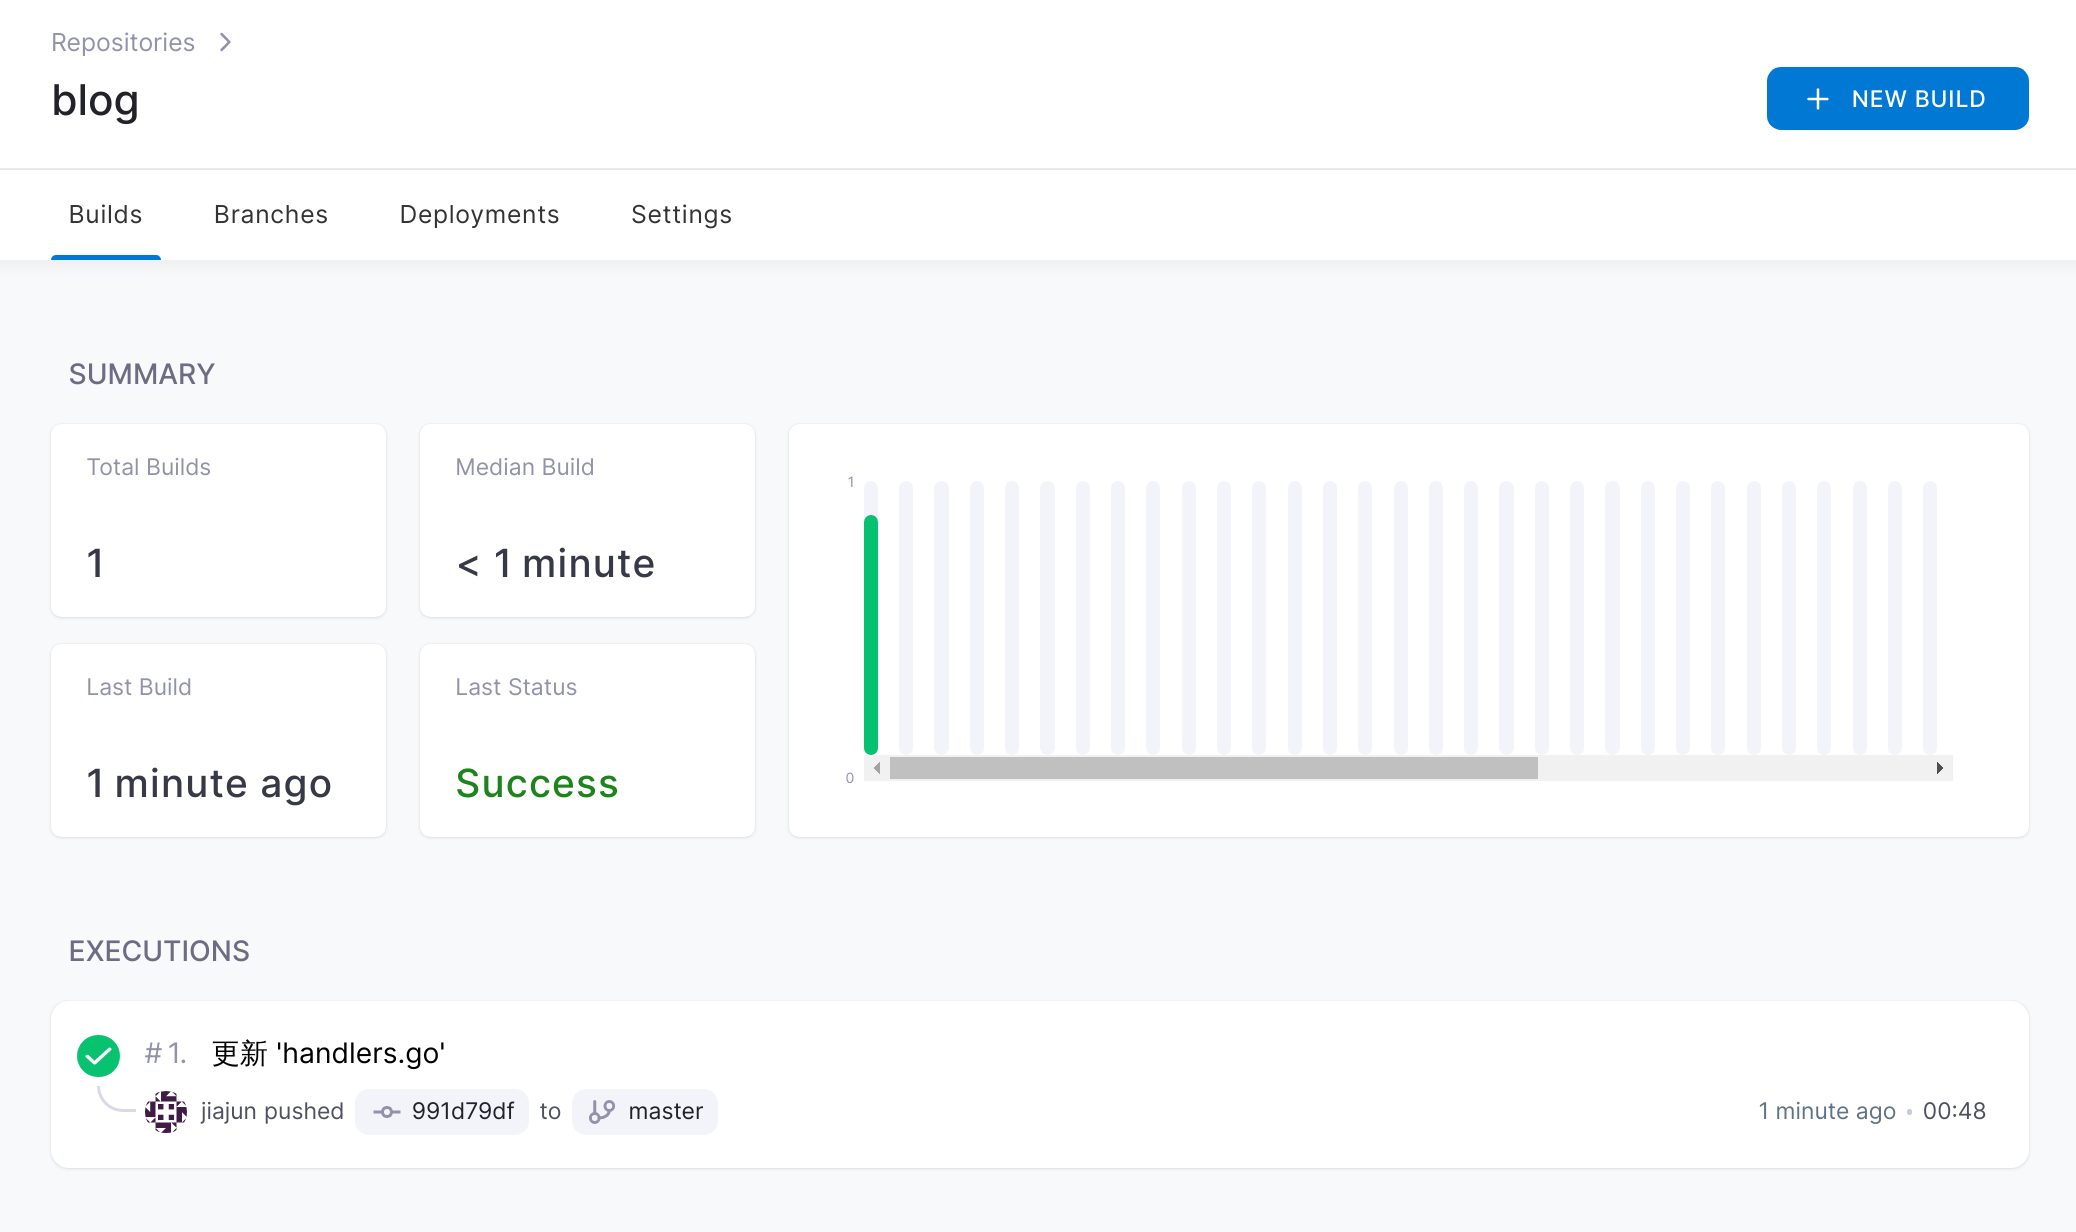 Repositories
blog
NEW BUILD
Builds
Branches
Deployments
Settings
SUMMARY
Total Builds
1
Median Build
< 1 minute
Last Build
1 minute ago
Last Status
Success
1
0
EXECUTIONS
# 1. 更新 'handlers.go'
jiajun pushed 991d79df to master
1 minute ago • 00:48